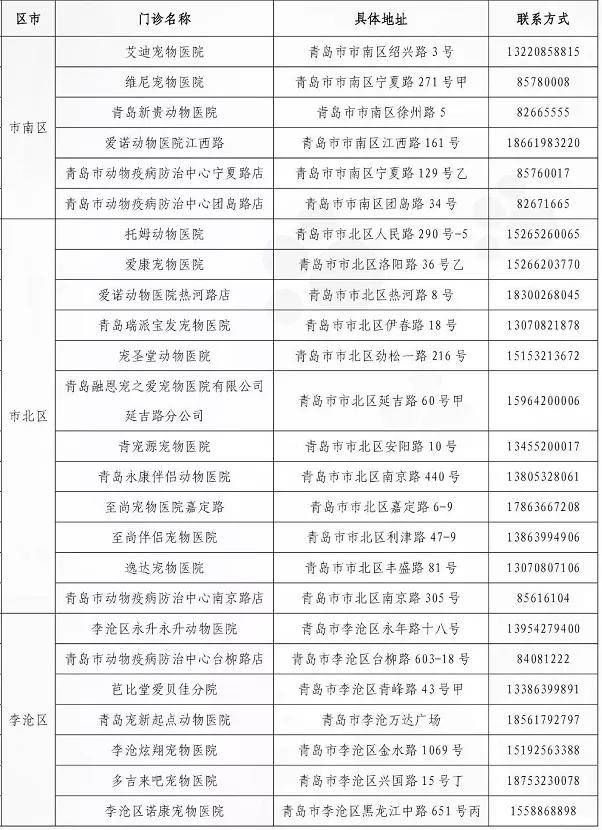 区市 门诊名称 具体地址 联系方式
市南区 艾迪宠物医院 青岛市市南区绍兴路 3 号 13220858815
维尼宠物医院 青岛市市南区宁夏路 271 号甲 85780008
青岛新贵动物医院 青岛市市南区徐州路 5 82665555
爱诺动物医院江西路 青岛市市南区江西路 161 号 18661983220
青岛市动物疫病防治中心宁夏路店 青岛市市南区宁夏路 129 号乙 85760017
青岛市动物疫病防治中心团岛路店 青岛市市南区团岛路 34 号 82671665
市北区 托姆动物医院 青岛市市北区人民路 290 号-5 15265260065
爱康宠物医院 青岛市市北区洛阳路 36 号乙 15266203770
爱诺动物医院热河路店 青岛市市北区热河路 8 号 18300268045
青岛瑞派宝发宠物医院 青岛市市北区伊春路 18 号 13070821878
宠圣堂动物医院 青岛市市北区劲松一路 216 号 15153213672
青岛融恩宠之爱宠物医院有限公司
延吉路分公司 青岛市市北区延吉路 60 号甲 15964200006
青宠源宠物医院 青岛市市北区安阳路 10 号 13455200017
青岛永康伴侣动物医院 青岛市市北区南京路 440 号 13805328061
至尚宠物医院嘉定路 青岛市市北区嘉定路 6-9 17863667208
至尚伴侣宠物医院 青岛市市北区利津路 47-9 13863994906
逸达宠物医院 青岛市市北区丰盛路 81 号 13070807106
青岛市动物疫病防治中心南京路店 青岛市市北区南京路 305 号 85616104
李沧区 李沧区永升永升动物医院 青岛市李沧区永年路十八号 13954279400
青岛市动物疫病防治中心台柳路店 青岛市李沧区台柳路 603-18 号 84081222
芭比堂爱贝佳分院 青岛市李沧区青峰路 43 号甲 13386399891
青岛宠新起点动物医院 青岛市李沧万达广场 18561792797
李沧炫翔宠物医院 青岛市李沧区金水路 1069 号 15192563388
多吉来吧宠物医院 青岛市李沧区兴国路 15 号丁 18753230078
李沧区诺康宠物医院 青岛市李沧区黑龙江中路 651 号丙 1558868898